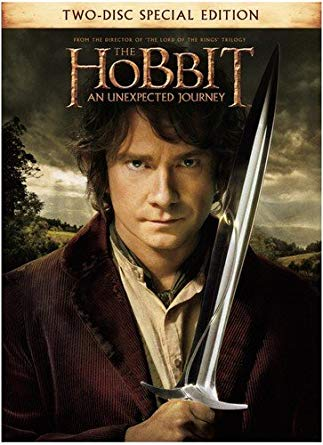 TWO-DISC SPECIAL EDITION
FROM THE DIRECTOR OF "THE LORD OF THE RINGS" TRILOGY
THE
HOBBIT
AN UNEXPECTED JOURNEY